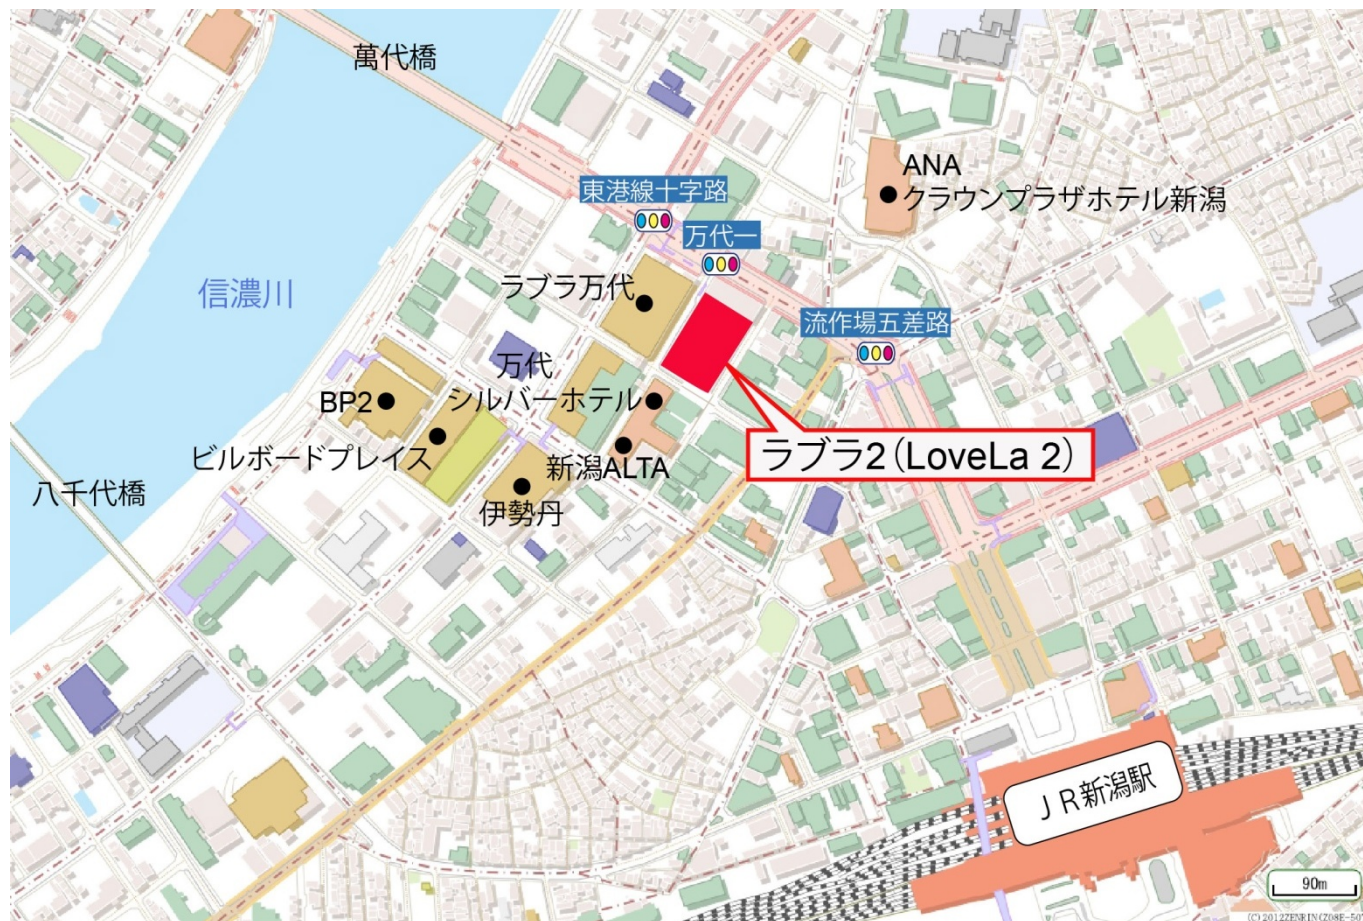 萬代橋
ANA
クラウンプラザホテル新潟
東港線十字路
万代一
信濃川
ラブラ万代
流作場五差路
万代
シルバーホテル
BP2
ビルボードプレイス
新潟ALTA
ラブラ2（LoveLa 2）
八千代橋
伊勢丹
ＪＲ新潟駅
90m